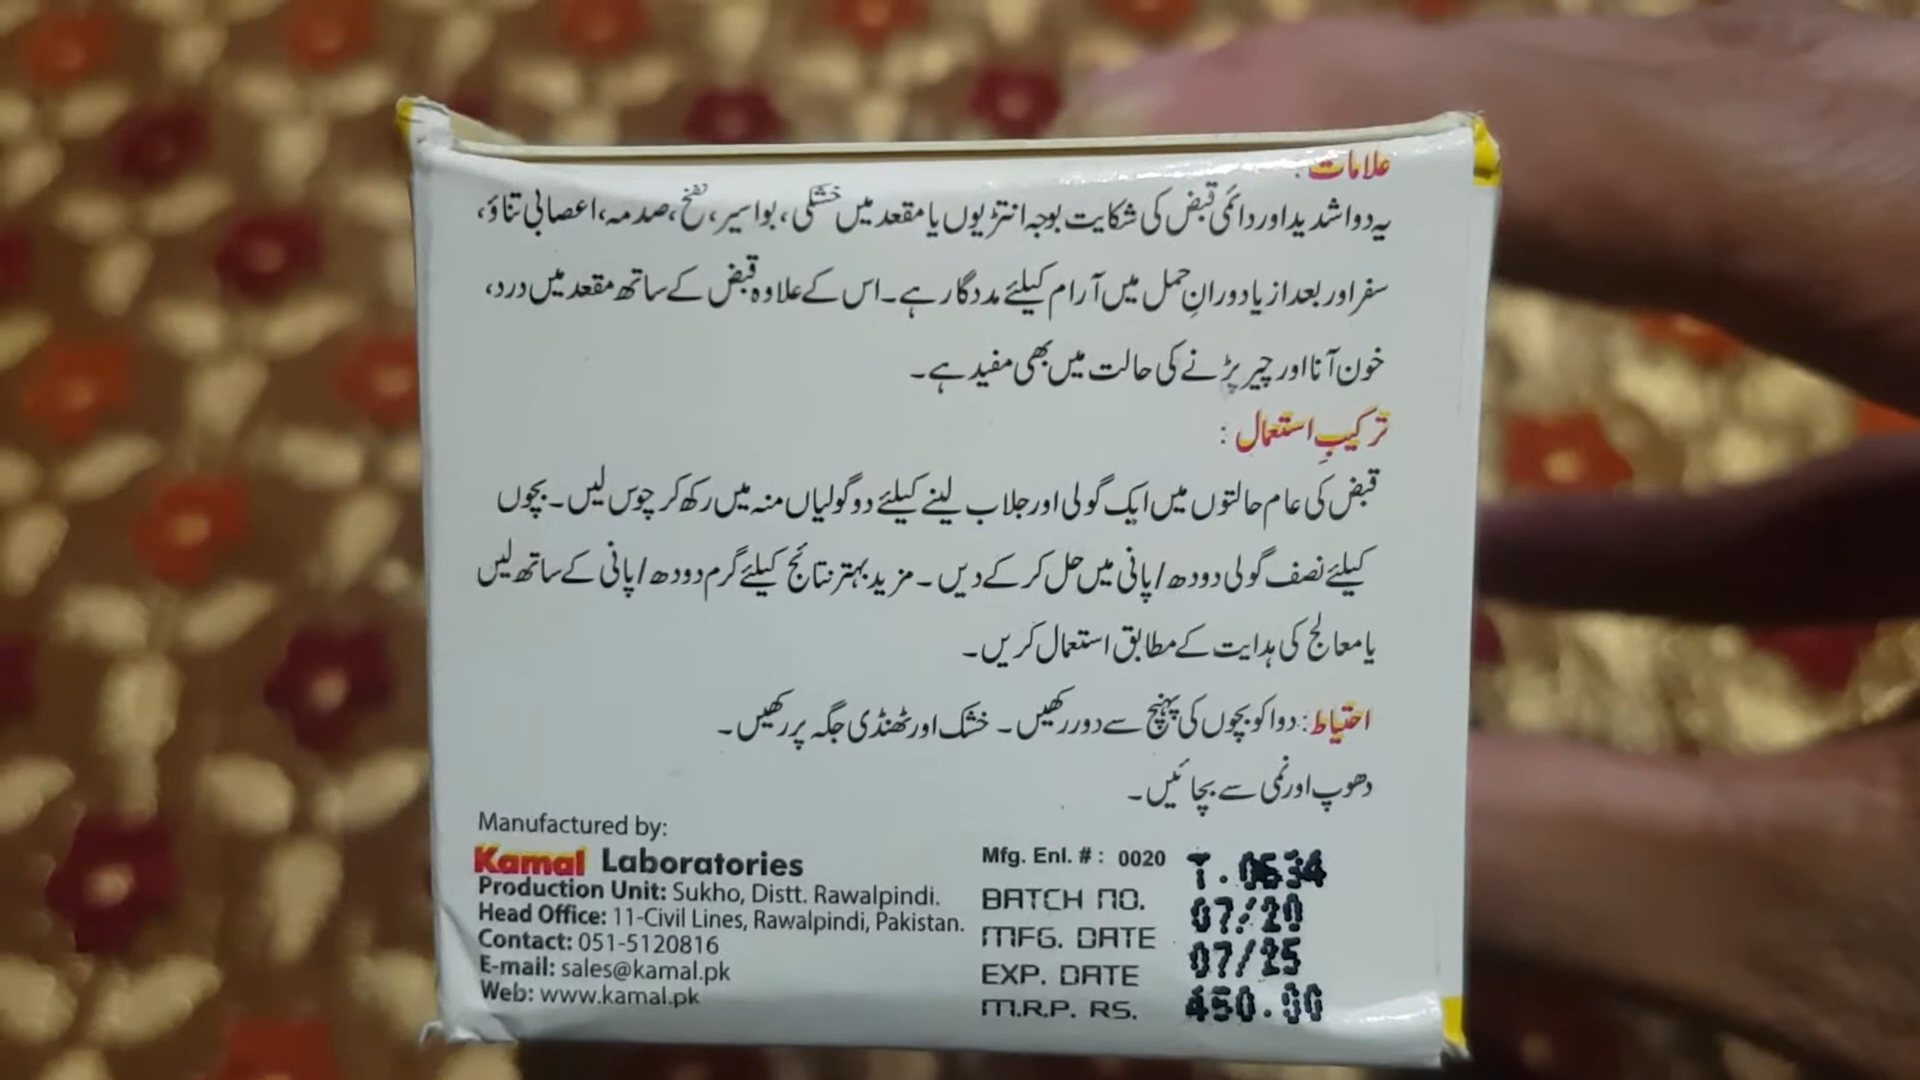 علامات :
یہ دوا شدید اور دائمی قبض کی شکایت بوجہ انتڑیوں یا مقعد میں خشکی، بواسیر، نفخ، صدمہ، اعصابی تناؤ،
سفر اور بعد از یا دورانِ حمل میں آرام کیلئے مددگار ہے۔ اس کے علاوہ قبض کے ساتھ مقعد میں درد،
خون آنا اور چیر پڑنے کی حالت میں بھی مفید ہے۔
ترکیبِ استعمال :
قبض کی عام حالتوں میں ایک گولی اور جلاب لینے کیلئے دو گولیاں منہ میں رکھ کر چوس لیں۔ بچوں
کیلئے نصف گولی دودھ/پانی میں حل کر کے دیں۔ مزید بہتر نتائج کیلئے گرم دودھ/پانی کے ساتھ لیں
یا معالج کی ہدایت کے مطابق استعمال کریں۔
احتیاط : دوا کو بچوں کی پہنچ سے دور رکھیں۔ خشک اور ٹھنڈی جگہ پر رکھیں۔
دھوپ اور نمی سے بچائیں۔
Manufactured by:
Kamal Laboratories
Production Unit: Sukho, Distt. Rawalpindi.
Head Office: 11-Civil Lines, Rawalpindi, Pakistan.
Contact: 051-5120816
E-mail: sales@kamal.pk
Web: www.kamal.pk
Mfg. Enl. # : 0020
BATCH NO. T.0634
MFG. DATE 07/20
EXP. DATE 07/25
M.R.P. RS. 450.00